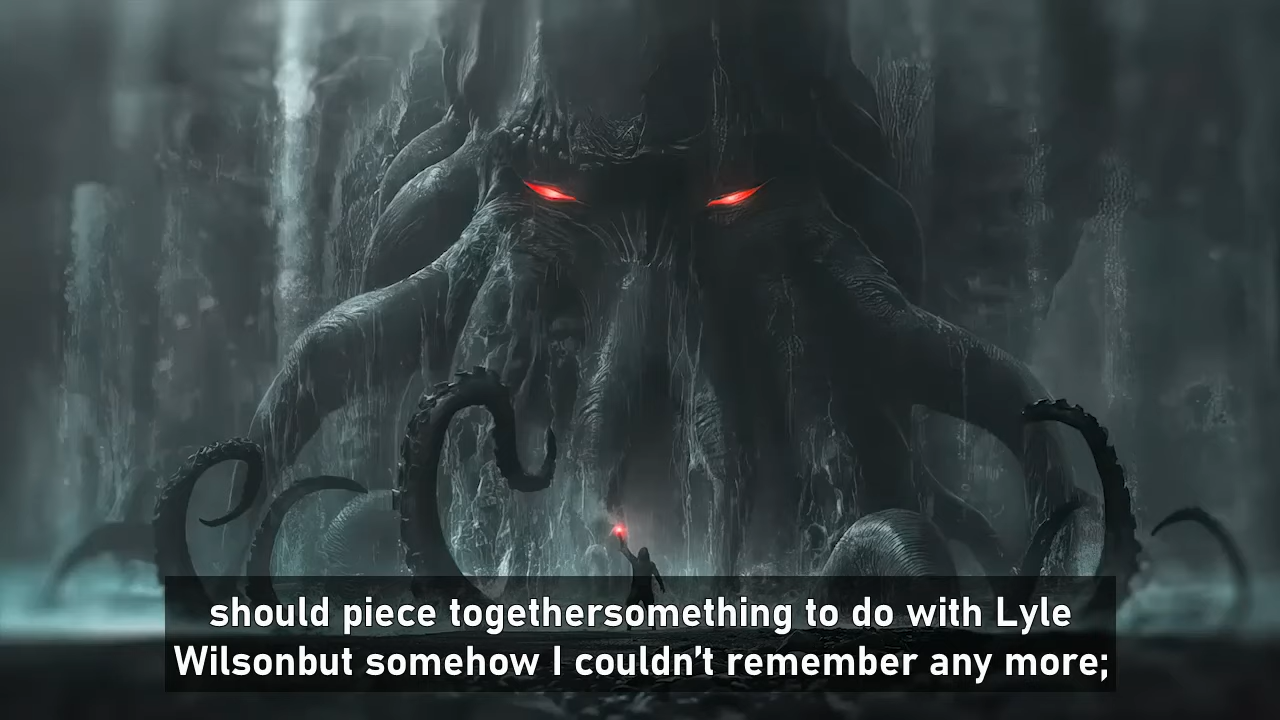 should piece togethersomething to do with Lyle
Wilsonbut somehow I couldn’t remember any more;